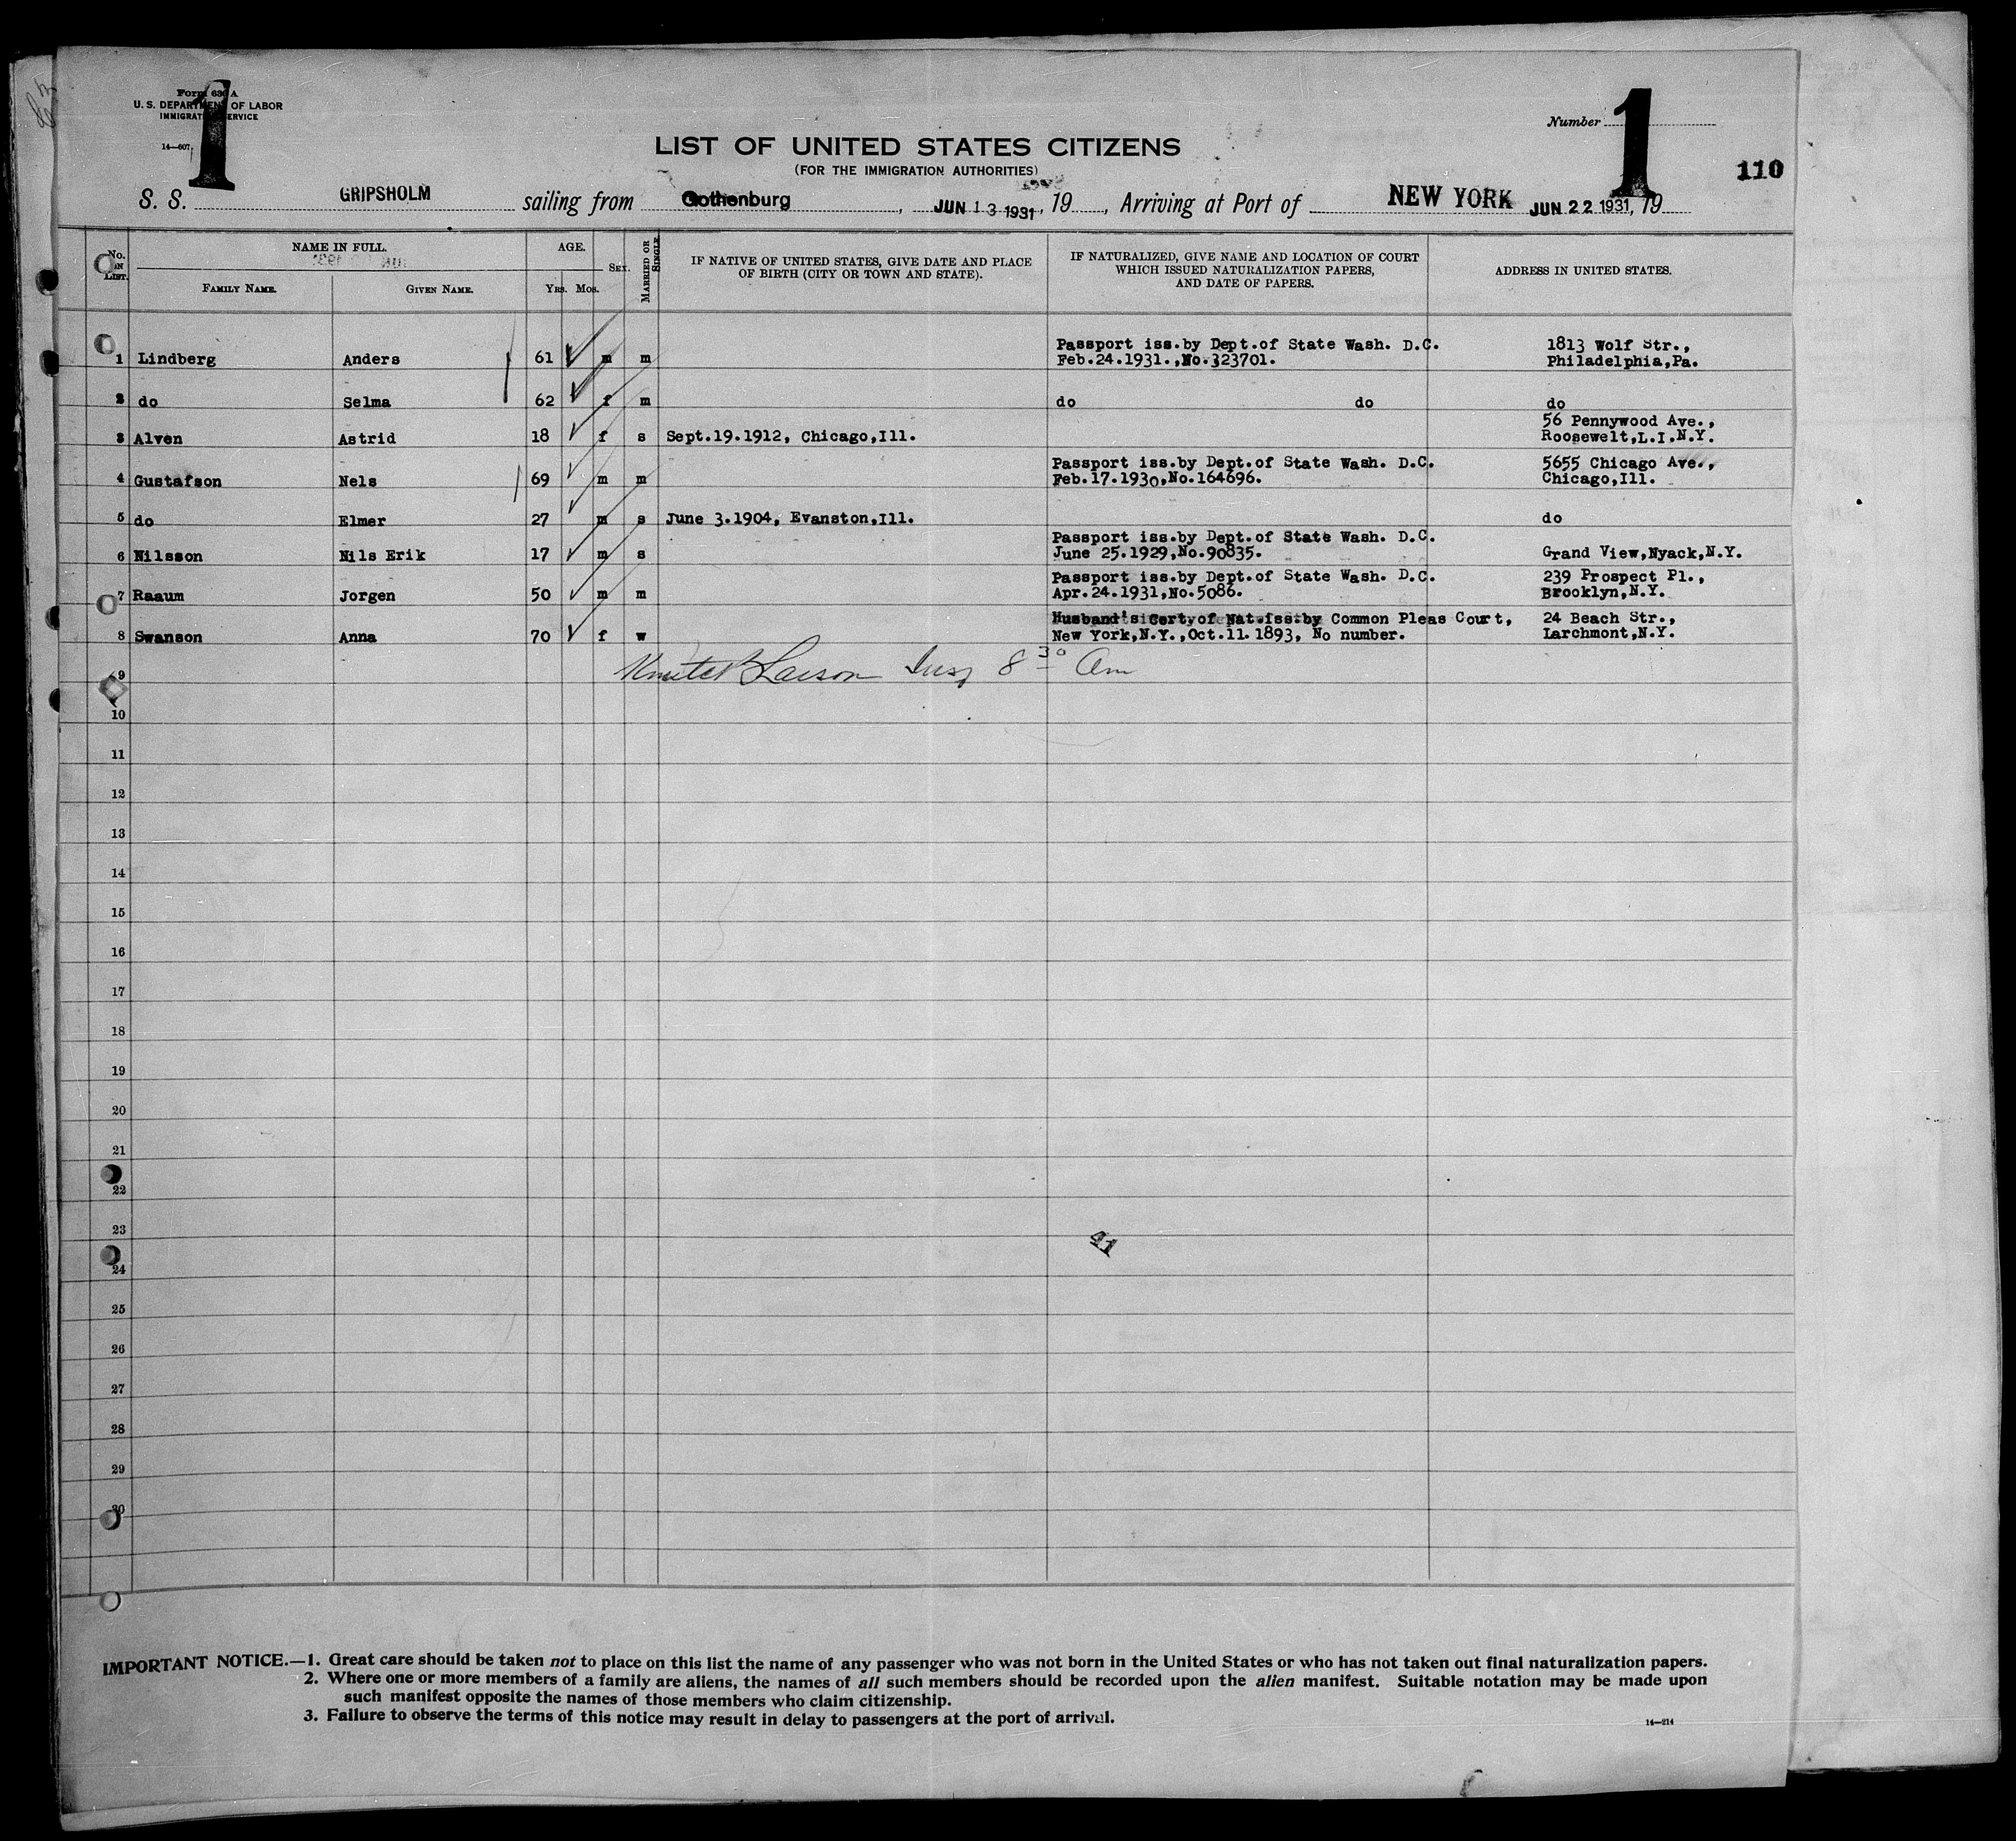 Form 630 A
U. S. DEPARTMENT OF LABOR
IMMIGRATION SERVICE
14—607
1
Number 1
110
LIST OF UNITED STATES CITIZENS
(FOR THE IMMIGRATION AUTHORITIES)
S. S. GRIPSHOLM sailing from Gothenburg, JUN 13 1931, 19, Arriving at Port of NEW YORK JUN 22 1931, 19
No. IN LIST.
NAME IN FULL.
FAMILY NAME.
GIVEN NAME.
AGE.
YRS. MOS.
SEX.
MARRIED OR SINGLE.
IF NATIVE OF UNITED STATES, GIVE DATE AND PLACE
OF BIRTH (CITY OR TOWN AND STATE).
IF NATURALIZED, GIVE NAME AND LOCATION OF COURT
WHICH ISSUED NATURALIZATION PAPERS,
AND DATE OF PAPERS.
ADDRESS IN UNITED STATES.
Passport iss.by Dept.of State Wash. D.C. 1813 Wolf Str.,
1 Lindberg Anders 61 m m Feb.24.1931.,No.323701. Philadelphia,Pa.
2 do Selma 62 f m do do do
56 Pennywood Ave.,
3 Alven Astrid 18 f s Sept.19.1912, Chicago,Ill. Roosewelt,L.I.N.Y.
Passport iss.by Dept.of State Wash. D.C. 5655 Chicago Ave.,
4 Gustafson Nels 69 m m Feb.17.1930,No.164696. Chicago,Ill.
5 do Elmer 27 m s June 3.1904, Evanston,Ill. do
Passport iss.by Dept.of State Wash. D.C.
6 Nilsson Nils Erik 17 m s June 25.1929,No.90835. Grand View,Nyack,N.Y.
Passport iss.by Dept.of State Wash. D.C. 239 Prospect Pl.,
7 Raaum Jorgen 50 m m Apr.24.1931,No.5086. Brooklyn,N.Y.
Husband's Cert.of Nat.iss.by Common Pleas Court, 24 Beach Str.,
8 Swanson Anna 70 f w New York,N.Y.,Oct.11.1893, No number. Larchmont,N.Y.
Larson Insp 8 30 Am
9
10
11
12
13
14
15
16
17
18
19
20
21
22
23
41
24
25
26
27
28
29
30
IMPORTANT NOTICE.—1. Great care should be taken not to place on this list the name of any passenger who was not born in the United States or who has not taken out final naturalization papers.
2. Where one or more members of a family are aliens, the names of all such members should be recorded upon the alien manifest. Suitable notation may be made upon
such manifest opposite the names of those members who claim citizenship.
3. Failure to observe the terms of this notice may result in delay to passengers at the port of arrival.
14—214